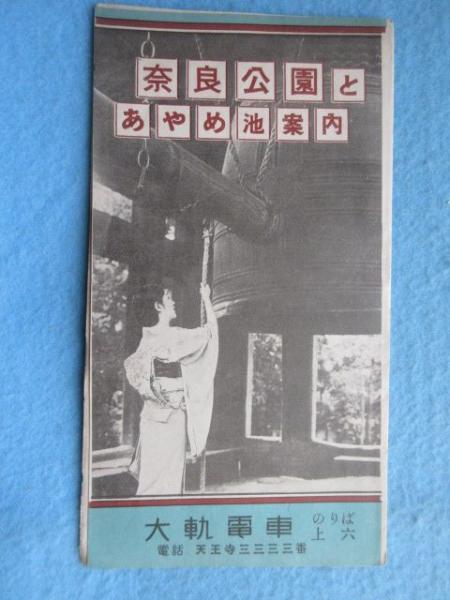 奈良公園と
あやめ池案内
大軌電車 のりば
上六
電話 天王寺三三三三番